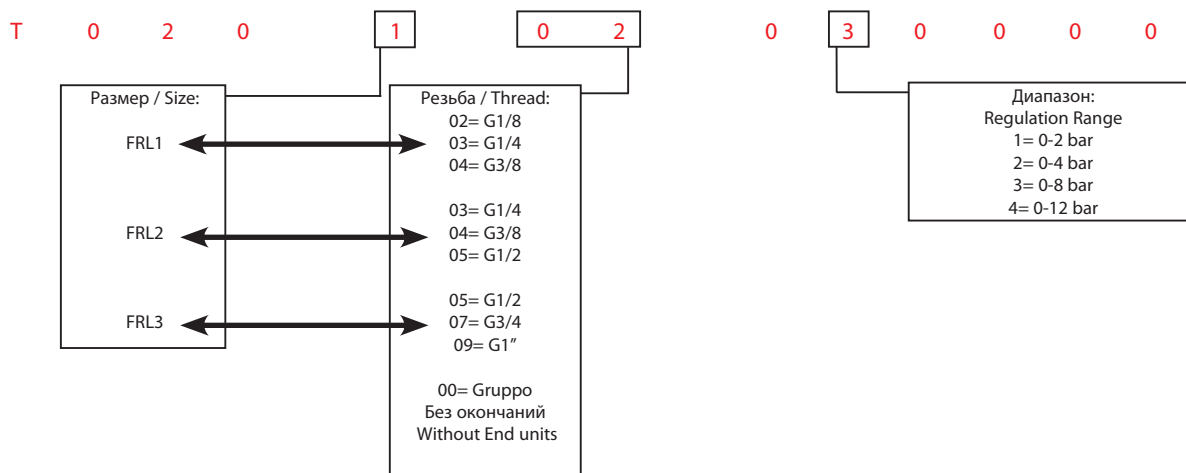 T 0 2 0 1 0 2 0 3 0 0 0 0
Размер / Size:
FRL1
FRL2
FRL3
Резьба / Thread:
02= G1/8
03= G1/4
04= G3/8
03= G1/4
04= G3/8
05= G1/2
05= G1/2
07= G3/4
09= G1”
00= Gruppo
Без окончаний
Without End units
Диапазон:
Regulation Range
1= 0-2 bar
2= 0-4 bar
3= 0-8 bar
4= 0-12 bar